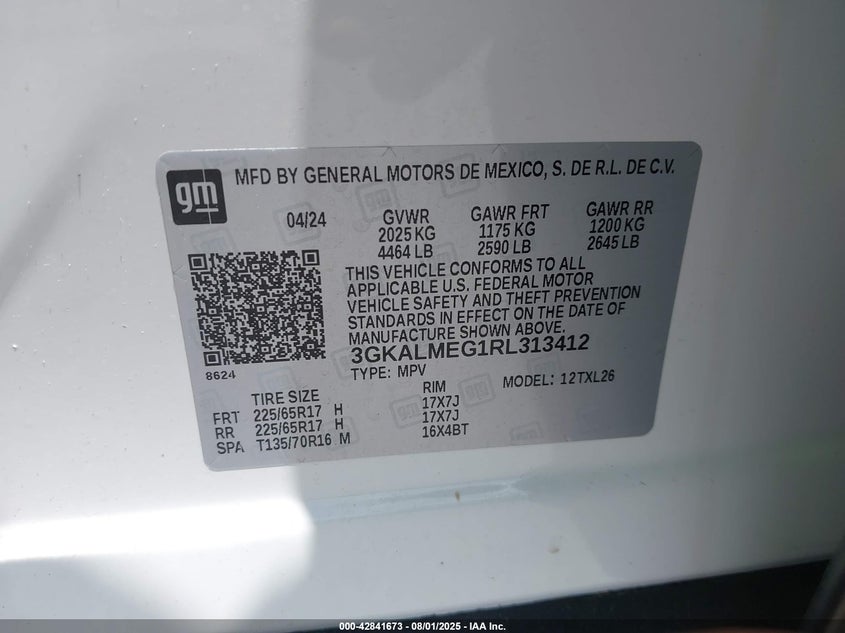 gm
MFD BY GENERAL MOTORS DE MEXICO, S. DE R.L. DE C.V.
04/24 GVWR GAWR FRT GAWR RR
2025 KG 1175 KG 1200 KG
4464 LB 2590 LB 2645 LB
THIS VEHICLE CONFORMS TO ALL
APPLICABLE U.S. FEDERAL MOTOR
VEHICLE SAFETY AND THEFT PREVENTION
STANDARDS IN EFFECT ON THE DATE OF
MANUFACTURE SHOWN ABOVE.
3GKALMEG1RL313412
8624
TYPE: MPV MODEL: 12TXL26
TIRE SIZE RIM
FRT 225/65R17 H 17X7J
RR 225/65R17 H 17X7J
SPA T135/70R16 M 16X4BT
000-42841673 — 08/01/2025 — IAA Inc.